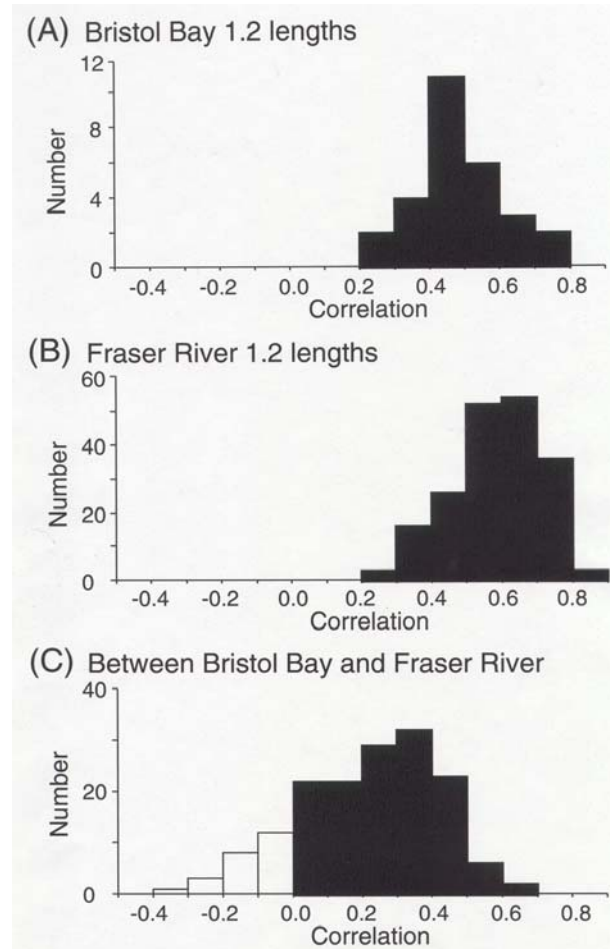 (A) Bristol Bay 1.2 lengths
12
8
4
0
Number
-0.4 -0.2 0.0 0.2 0.4 0.6 0.8
Correlation
(B) Fraser River 1.2 lengths
60
40
20
0
Number
-0.4 -0.2 0.0 0.2 0.4 0.6 0.8
Correlation
(C) Between Bristol Bay and Fraser River
40
20
0
Number
-0.4 -0.2 0.0 0.2 0.4 0.6 0.8
Correlation